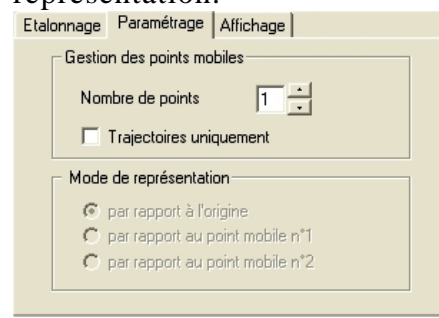 représentation.
Etalonnage Paramétrage Affichage
Gestion des points mobiles
Nombre de points 1
Trajectoires uniquement
Mode de représentation
par rapport à l'origine
par rapport au point mobile n°1
par rapport au point mobile n°2